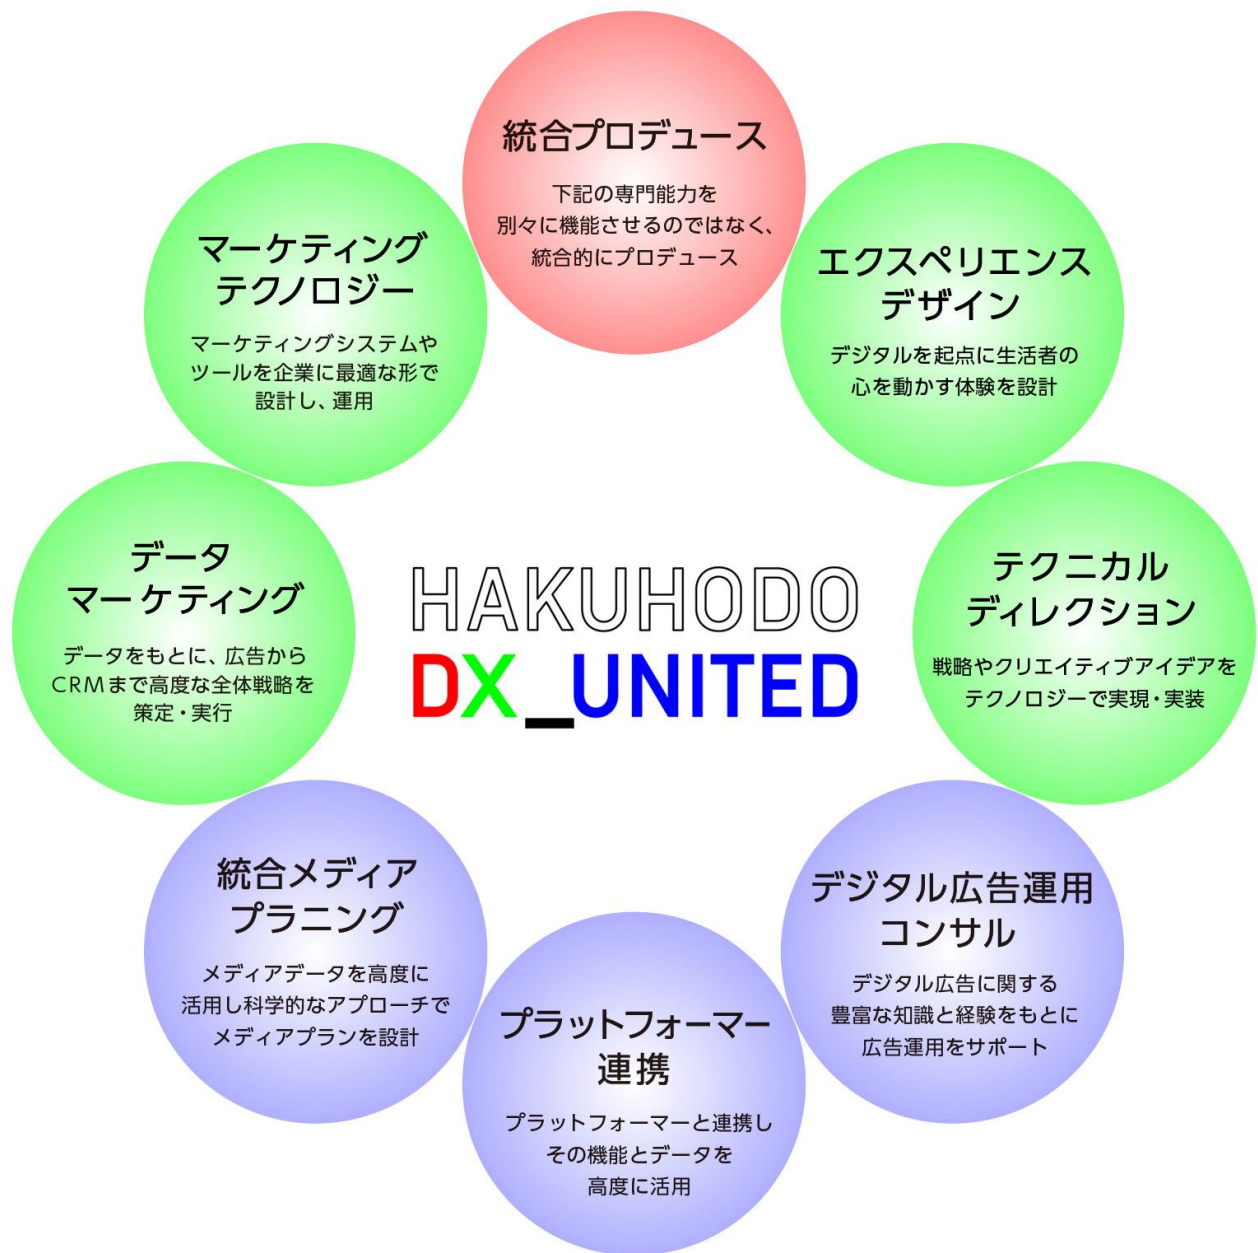 統合プロデュース
下記の専門能力を
別々に機能させるのではなく、
統合的にプロデュース
エクスペリエンス
デザイン
デジタルを起点に生活者の
心を動かす体験を設計
テクニカル
ディレクション
戦略やクリエイティブアイデアを
テクノロジーで実現・実装
デジタル広告運用
コンサル
デジタル広告に関する
豊富な知識と経験をもとに
広告運用をサポート
プラットフォーマー
連携
プラットフォーマーと連携し
その機能とデータを
高度に活用
統合メディア
プラニング
メディアデータを高度に
活用し科学的なアプローチで
メディアプランを設計
データ
マーケティング
データをもとに、広告から
CRMまで高度な全体戦略を
策定・実行
マーケティング
テクノロジー
マーケティングシステムや
ツールを企業に最適な形で
設計し、運用
HAKUHODO
DX_UNITED